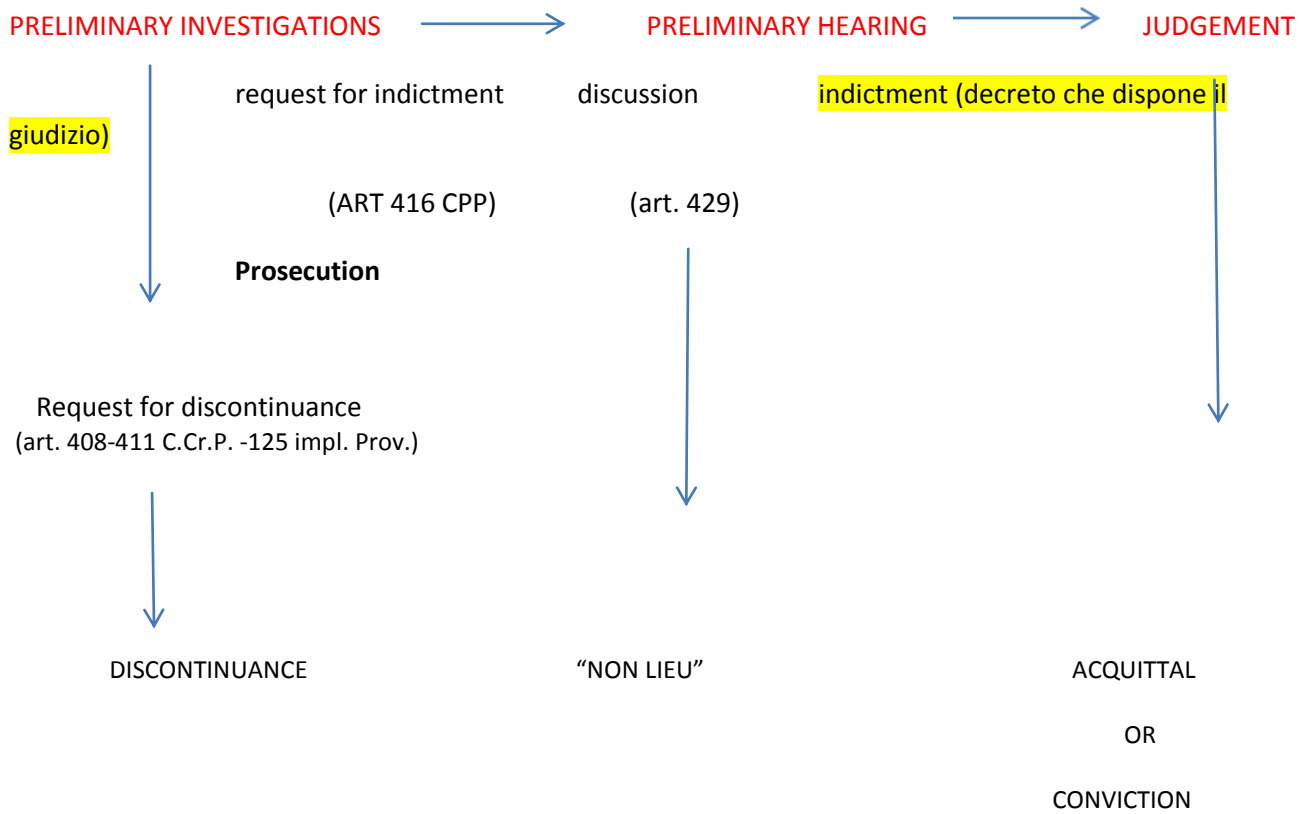 PRELIMINARY INVESTIGATIONS PRELIMINARY HEARING JUDGEMENT
request for indictment discussion indictment (decreto che dispone il
giudizio)
(ART 416 CPP) (art. 429)
Prosecution
Request for discontinuance
(art. 408-411 C.Cr.P. -125 impl. Prov.)
DISCONTINUANCE “NON LIEU” ACQUITTAL
OR
CONVICTION